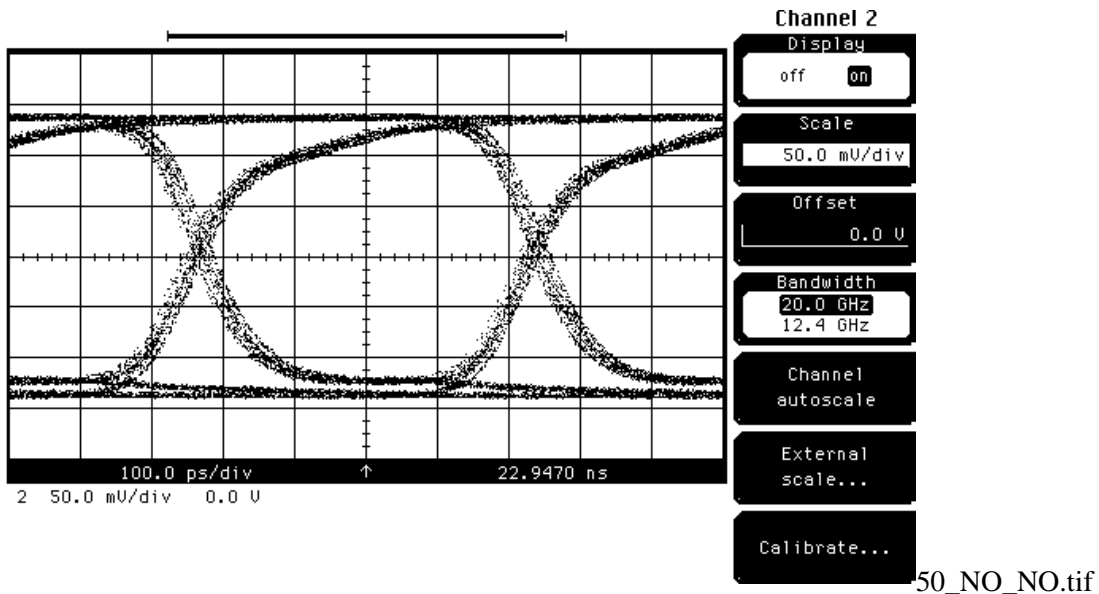 Channel 2
Display
off on
Scale
50.0 mV/div
Offset
0.0 V
Bandwidth
20.0 GHz
12.4 GHz
Channel
autoscale
External
scale...
Calibrate...
100.0 ps/div ↑ 22.9470 ns
2 50.0 mV/div 0.0 V
50_NO_NO.tif